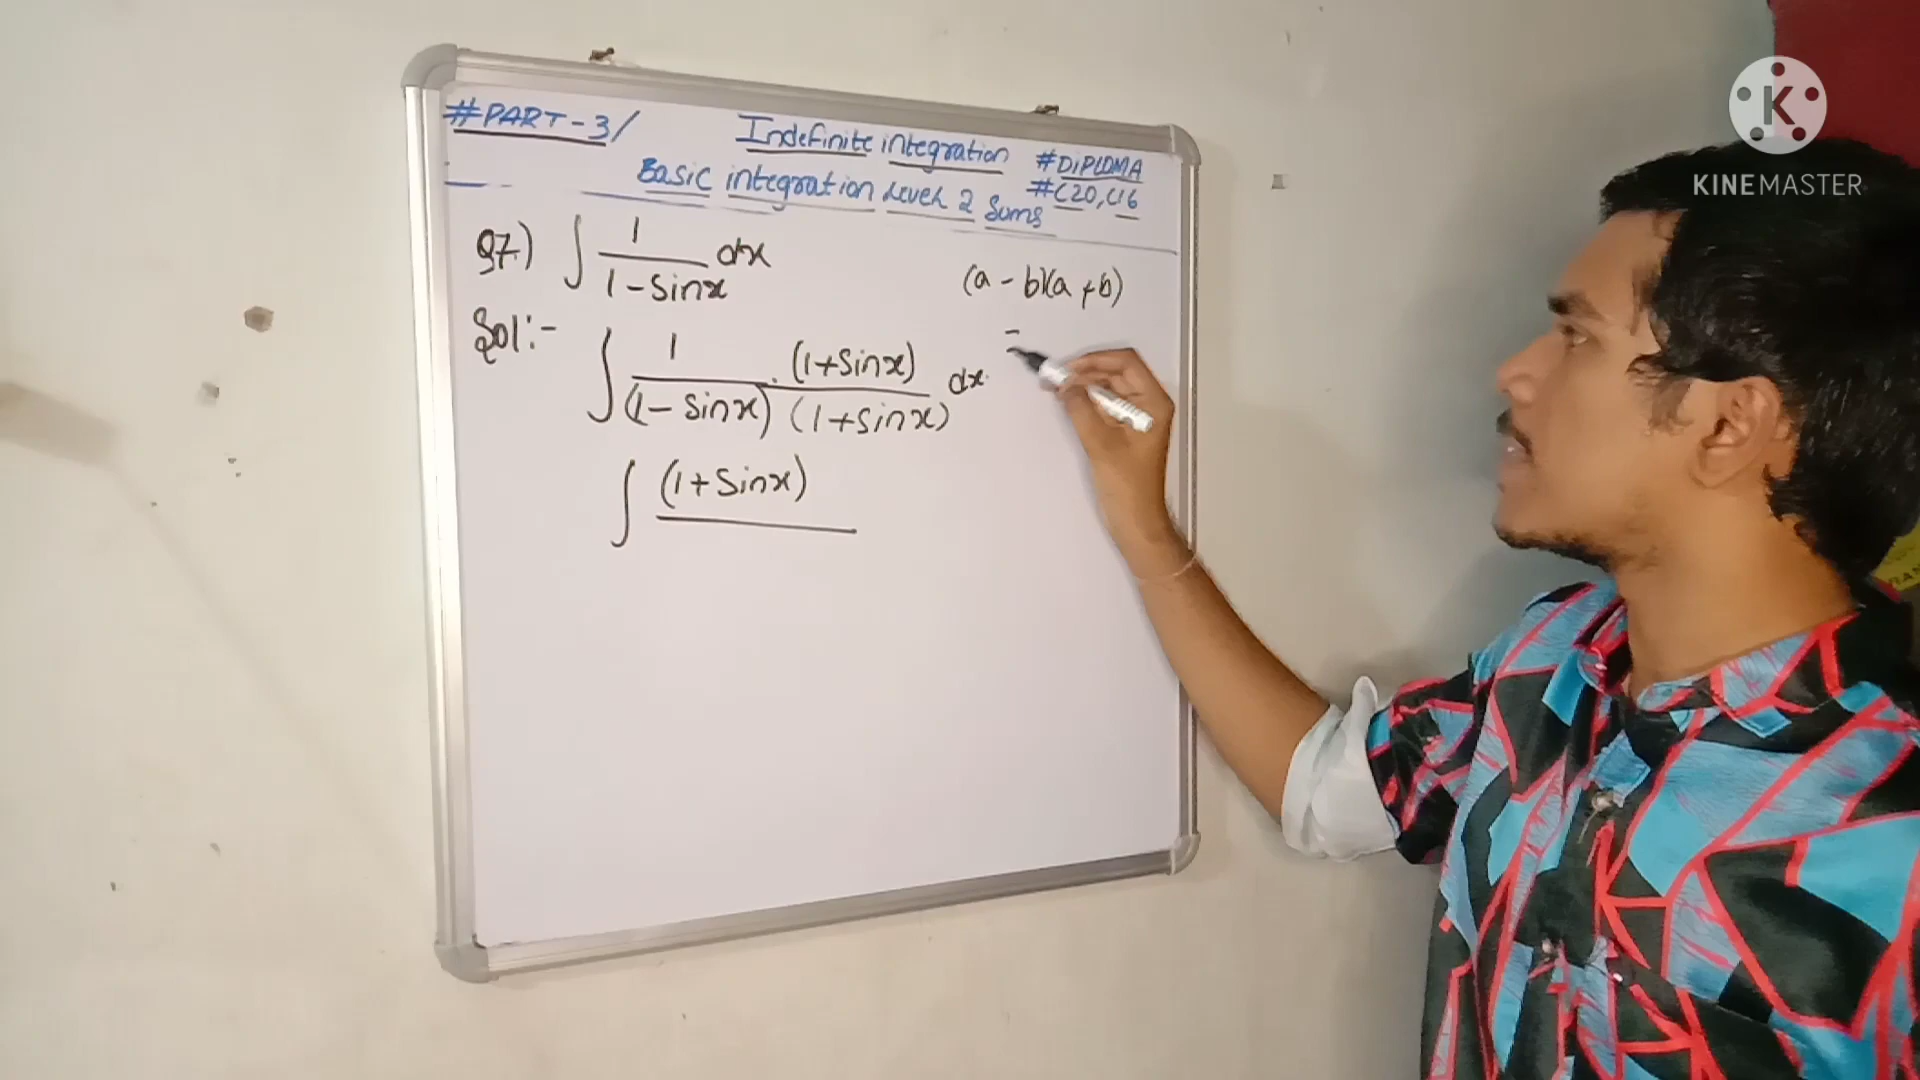 #PART-3/ Indefinite integration #DIPLOMA
Basic integration Level 2 Sums #C20, C16
Q7.) ∫ 1/(1-Sinx) dx
(a - b)(a + b)
=
Sol:- ∫ 1/(1-Sinx) . (1+Sinx)/(1+Sinx) dx.
∫ (1+Sinx)
K
KINEMASTER